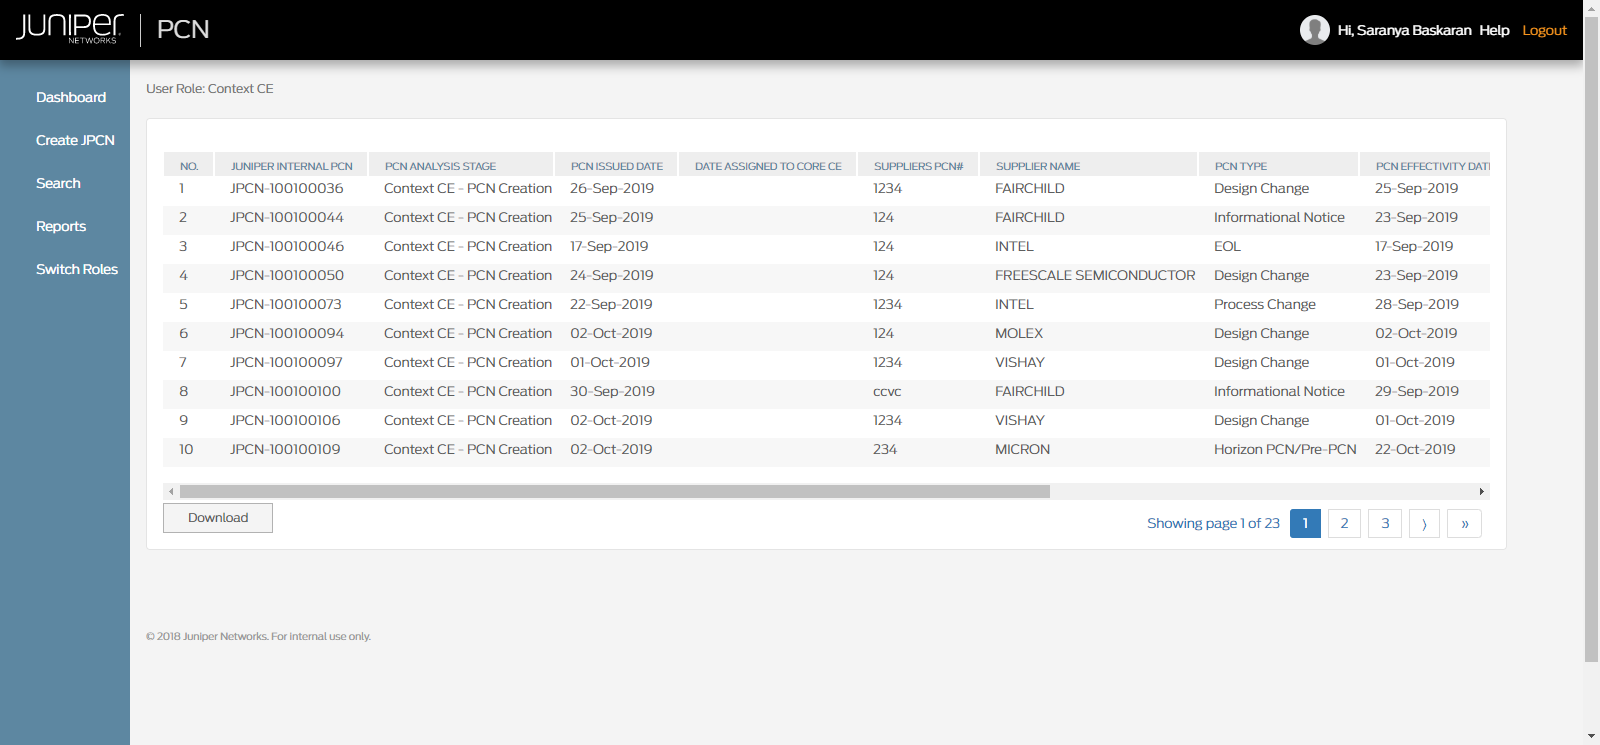 JUNIPER NETWORKS PCN Hi, Saranya Baskaran Help Logout
Dashboard
Create JPCN
Search
Reports
Switch Roles
User Role: Context CE
NO. JUNIPER INTERNAL PCN PCN ANALYSIS STAGE PCN ISSUED DATE DATE ASSIGNED TO CORE CE SUPPLIERS PCN# SUPPLIER NAME PCN TYPE PCN EFFECTIVITY DAT
1 JPCN-100100036 Context CE - PCN Creation 26-Sep-2019 1234 FAIRCHILD Design Change 25-Sep-2019
2 JPCN-100100044 Context CE - PCN Creation 25-Sep-2019 124 FAIRCHILD Informational Notice 23-Sep-2019
3 JPCN-100100046 Context CE - PCN Creation 17-Sep-2019 124 INTEL EOL 17-Sep-2019
4 JPCN-100100050 Context CE - PCN Creation 24-Sep-2019 124 FREESCALE SEMICONDUCTOR Design Change 23-Sep-2019
5 JPCN-100100073 Context CE - PCN Creation 22-Sep-2019 1234 INTEL Process Change 28-Sep-2019
6 JPCN-100100094 Context CE - PCN Creation 02-Oct-2019 124 MOLEX Design Change 02-Oct-2019
7 JPCN-100100097 Context CE - PCN Creation 01-Oct-2019 1234 VISHAY Design Change 01-Oct-2019
8 JPCN-100100100 Context CE - PCN Creation 30-Sep-2019 ccvc FAIRCHILD Informational Notice 29-Sep-2019
9 JPCN-100100106 Context CE - PCN Creation 02-Oct-2019 1234 VISHAY Design Change 01-Oct-2019
10 JPCN-100100109 Context CE - PCN Creation 02-Oct-2019 234 MICRON Horizon PCN/Pre-PCN 22-Oct-2019
Download
Showing page 1 of 23 1 2 3 ⟩ »
© 2018 Juniper Networks. For internal use only.